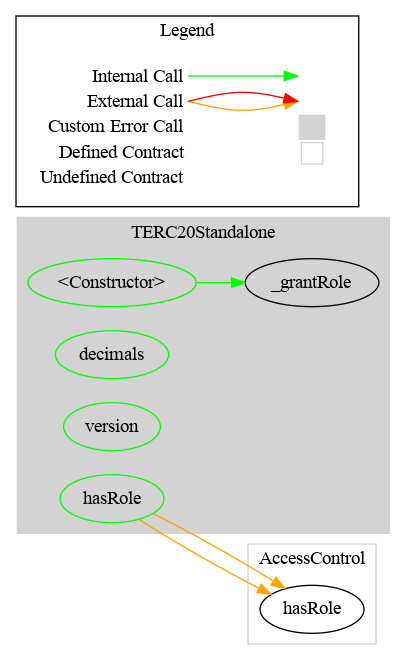 Legend
Internal Call
External Call
Custom Error Call
Defined Contract
Undefined Contract
TERC20Standalone
<Constructor>
_grantRole
decimals
version
hasRole
AccessControl
hasRole